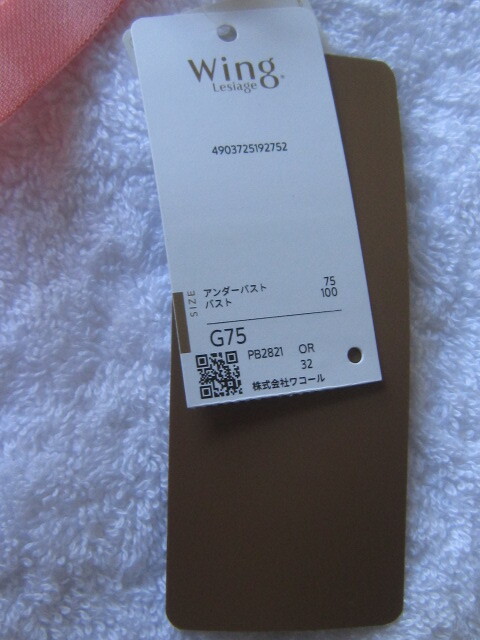 Wing
Lesiage
4903725192752
SIZE
アンダーバスト 75
バスト 100
G75
PB2821 OR
32
株式会社ワコール